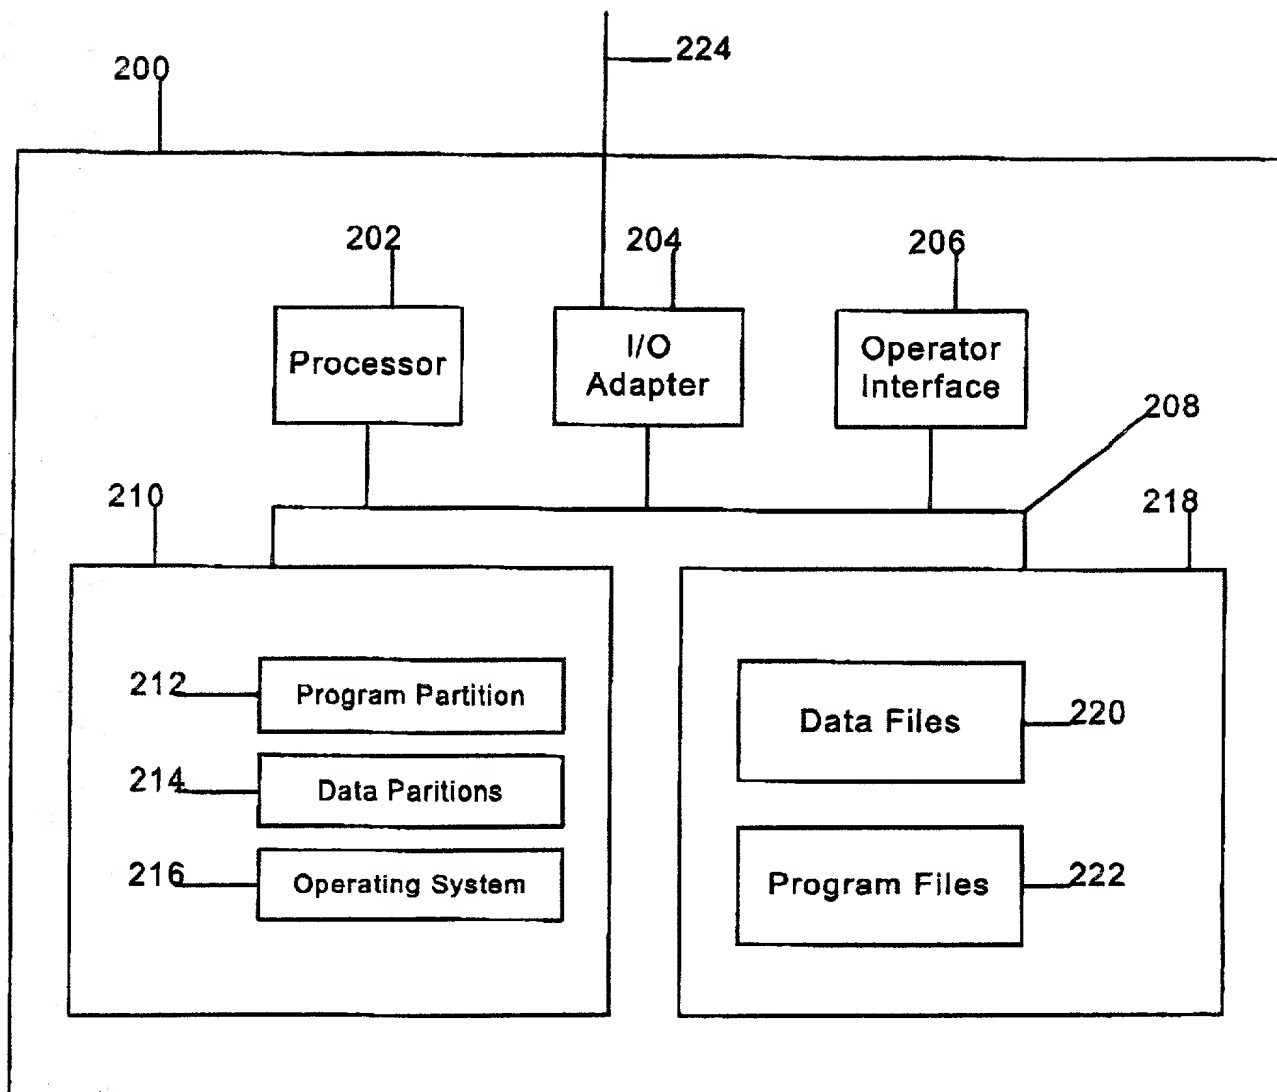 224
200
202
204
206
Processor
I/O
Adapter
Operator
Interface
208
210
218
212
Program Partition
214
Data Paritions
216
Operating System
Data Files
220
Program Files
222